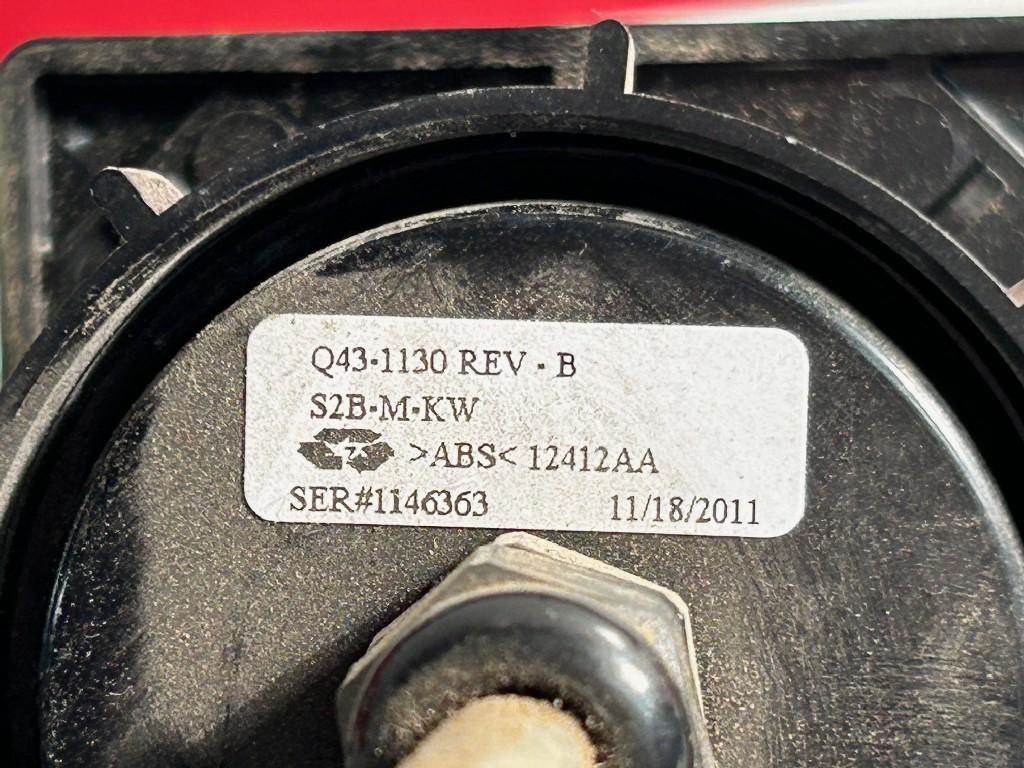 Q43-1130 REV - B
S2B-M-KW
Z >ABS< 12412AA
SER#1146363 11/18/2011